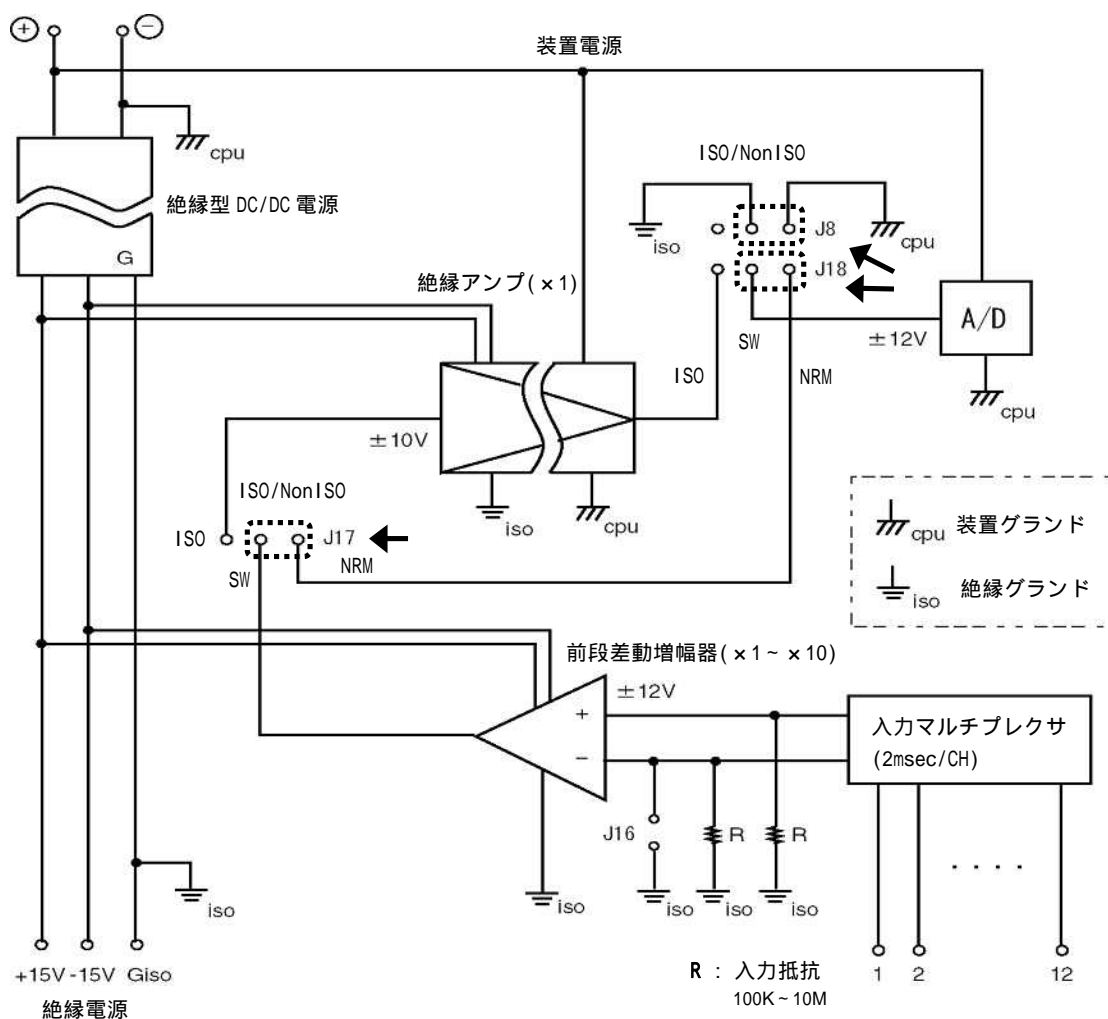 + −
装置電源
cpu
ISO/NonISO
絶縁型 DC/DC 電源
iso
J8
cpu
G
J18
絶縁アンプ(×1)
A/D
±12V
SW
ISO
NRM
cpu
±10V
ISO/NonISO
iso
cpu
ISO
J17
SW
NRM
cpu 装置グランド
iso 絶縁グランド
前段差動増幅器(×1~×10)
±12V
+
−
入力マルチプレクサ
(2msec/CH)
J16
R
R
. . . .
iso
iso
iso
iso
iso
+15V -15V Giso
1 2 12
R : 入力抵抗
100K~10M
絶縁電源